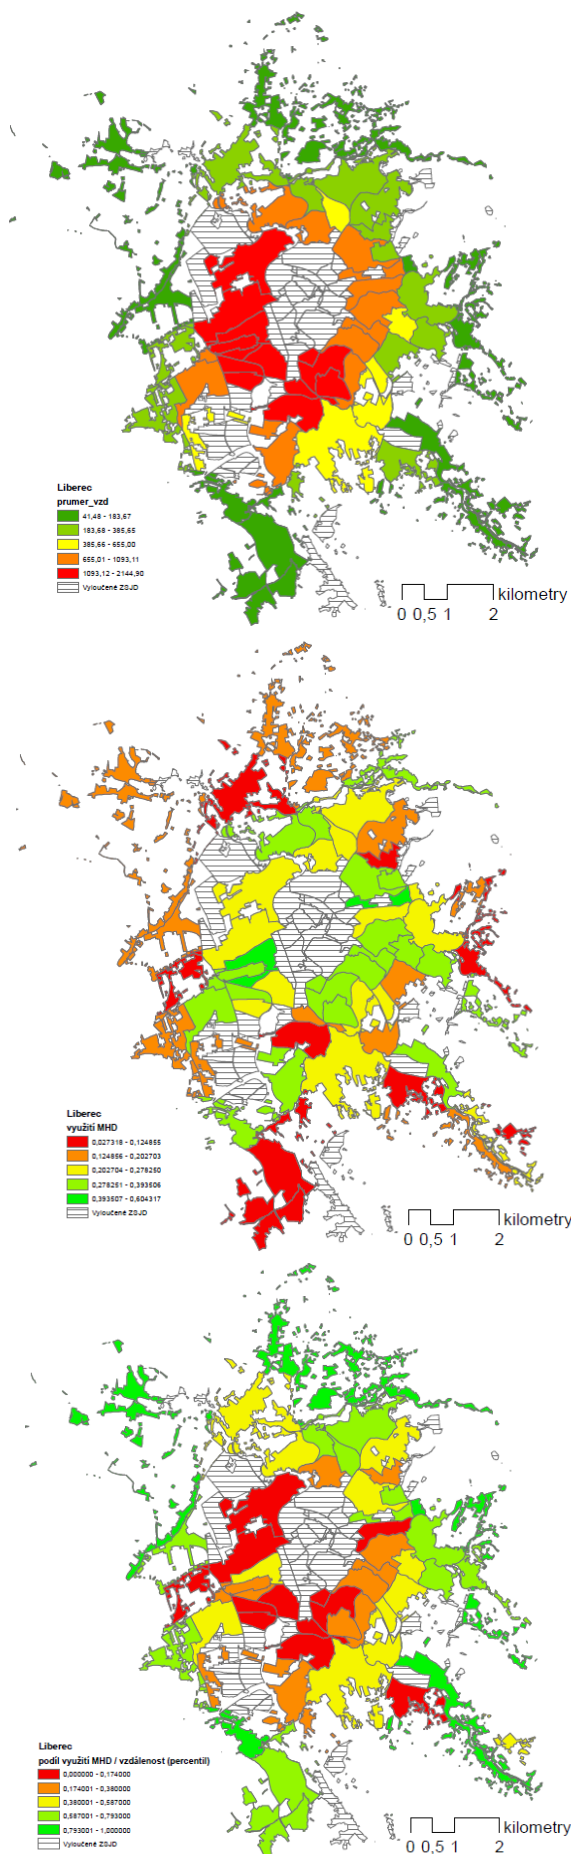 Liberec
prumer_vzd
41,48 - 183,67
183,68 - 385,65
385,66 - 655,00
655,01 - 1093,11
1093,12 - 2144,90
Vyloučené ZSJD
kilometry
0 0,5 1 2
Liberec
využití MHD
0,027318 - 0,124855
0,124856 - 0,202703
0,202704 - 0,278250
0,278251 - 0,393506
0,393507 - 0,604317
Vyloučené ZSJD
kilometry
0 0,5 1 2
Liberec
podíl využití MHD / vzdálenost (percentil)
0,000000 - 0,174000
0,174001 - 0,380000
0,380001 - 0,587000
0,587001 - 0,793000
0,793001 - 1,000000
Vyloučené ZSJD
kilometry
0 0,5 1 2